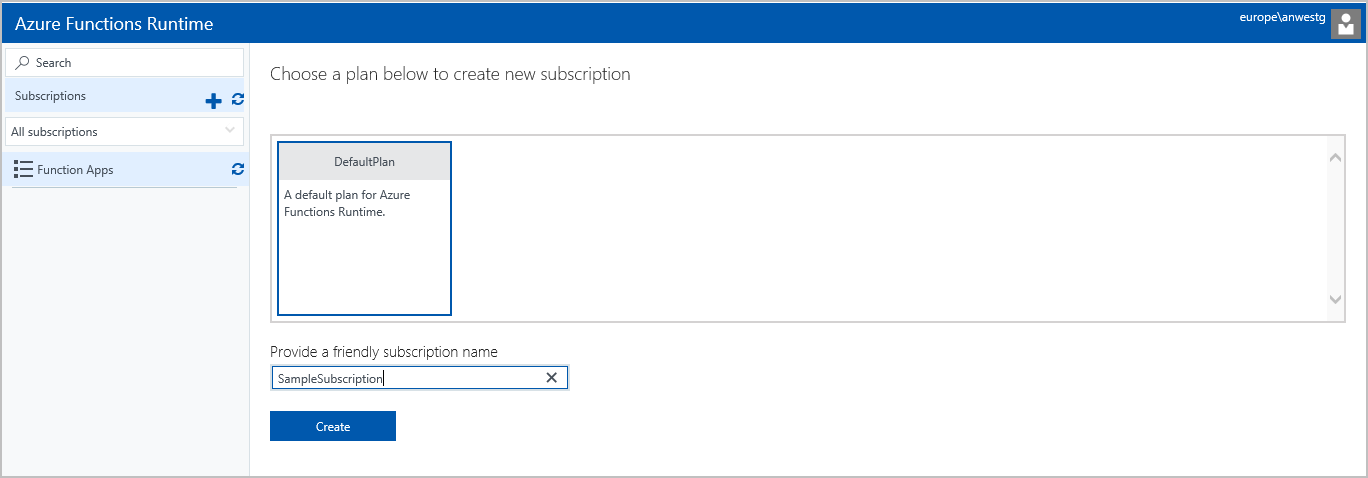 Azure Functions Runtime
europe\anwestg
Search
Subscriptions
All subscriptions
Function Apps
Choose a plan below to create new subscription
DefaultPlan
A default plan for Azure
Functions Runtime.
Provide a friendly subscription name
SampleSubscription
Create